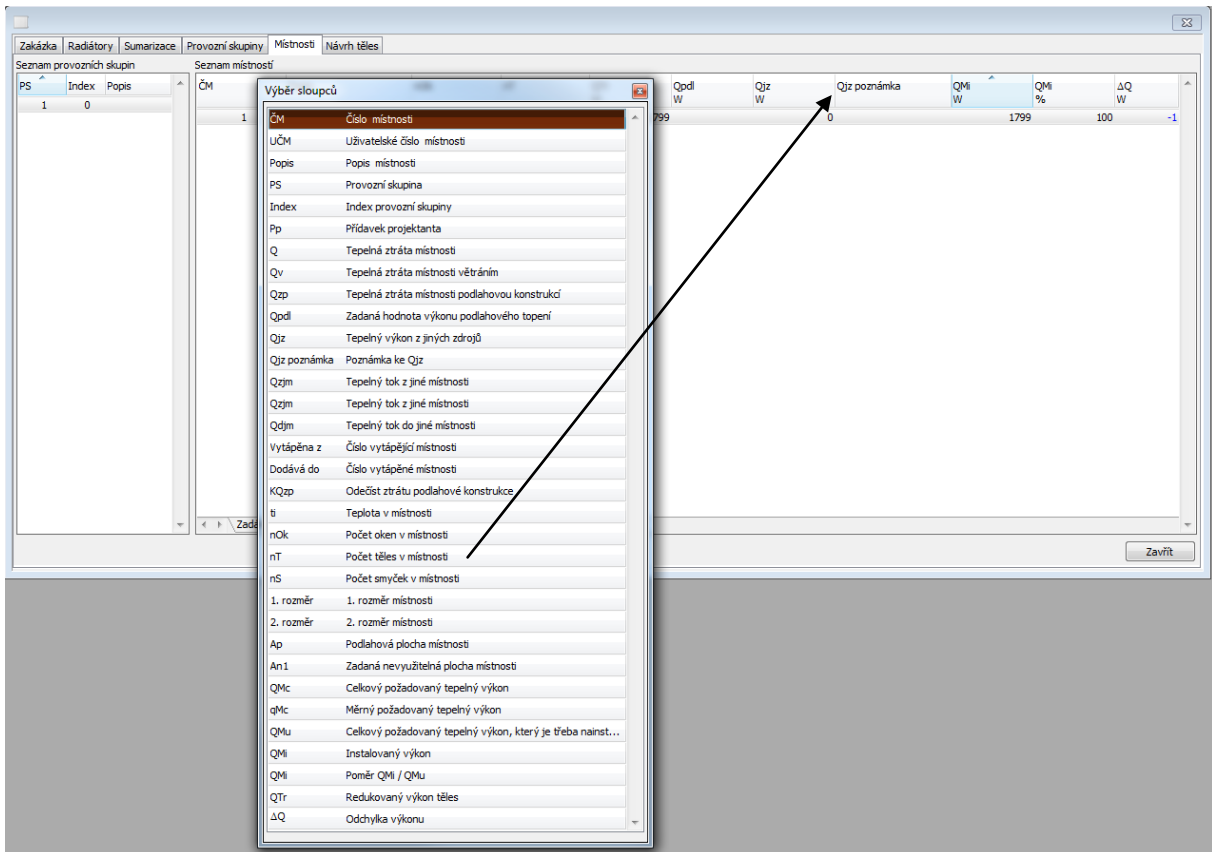 Zakázka Radiátory Sumarizace Provozní skupiny Místnosti Návrh těles
Seznam provozních skupin Seznam místností
PS Index Popis
1 0
ČM Qpdl Qjz Qjz poznámka QMi QMi ΔQ
W W W % W
1 799 0 1799 100 -1
Výběr sloupců
ČM Číslo místnosti
UČM Uživatelské číslo místnosti
Popis Popis místnosti
PS Provozní skupina
Index Index provozní skupiny
Pp Přídavek projektanta
Q Tepelná ztráta místnosti
Qv Tepelná ztráta místnosti větráním
Qzp Tepelná ztráta místnosti podlahovou konstrukcí
Qpdl Zadaná hodnota výkonu podlahového topení
Qjz Tepelný výkon z jiných zdrojů
Qjz poznámka Poznámka ke Qjz
Qzjm Tepelný tok z jiné místnosti
Qzjm Tepelný tok z jiné místnosti
Qdjm Tepelný tok do jiné místnosti
Vytápěna z Číslo vytápějící místnosti
Dodává do Číslo vytápěné místnosti
KQzp Odečíst ztrátu podlahové konstrukce
ti Teplota v místnosti
nOk Počet oken v místnosti
nT Počet těles v místnosti
nS Počet smyček v místnosti
1. rozměr 1. rozměr místnosti
2. rozměr 2. rozměr místnosti
Ap Podlahová plocha místnosti
An1 Zadaná nevyužitelná plocha místnosti
QMc Celkový požadovaný tepelný výkon
qMc Měrný požadovaný tepelný výkon
QMu Celkový požadovaný tepelný výkon, který je třeba nainst...
QMi Instalovaný výkon
QMi Poměr QMi / QMu
QTr Redukovaný výkon těles
ΔQ Odchylka výkonu
Zadá
Zavřít